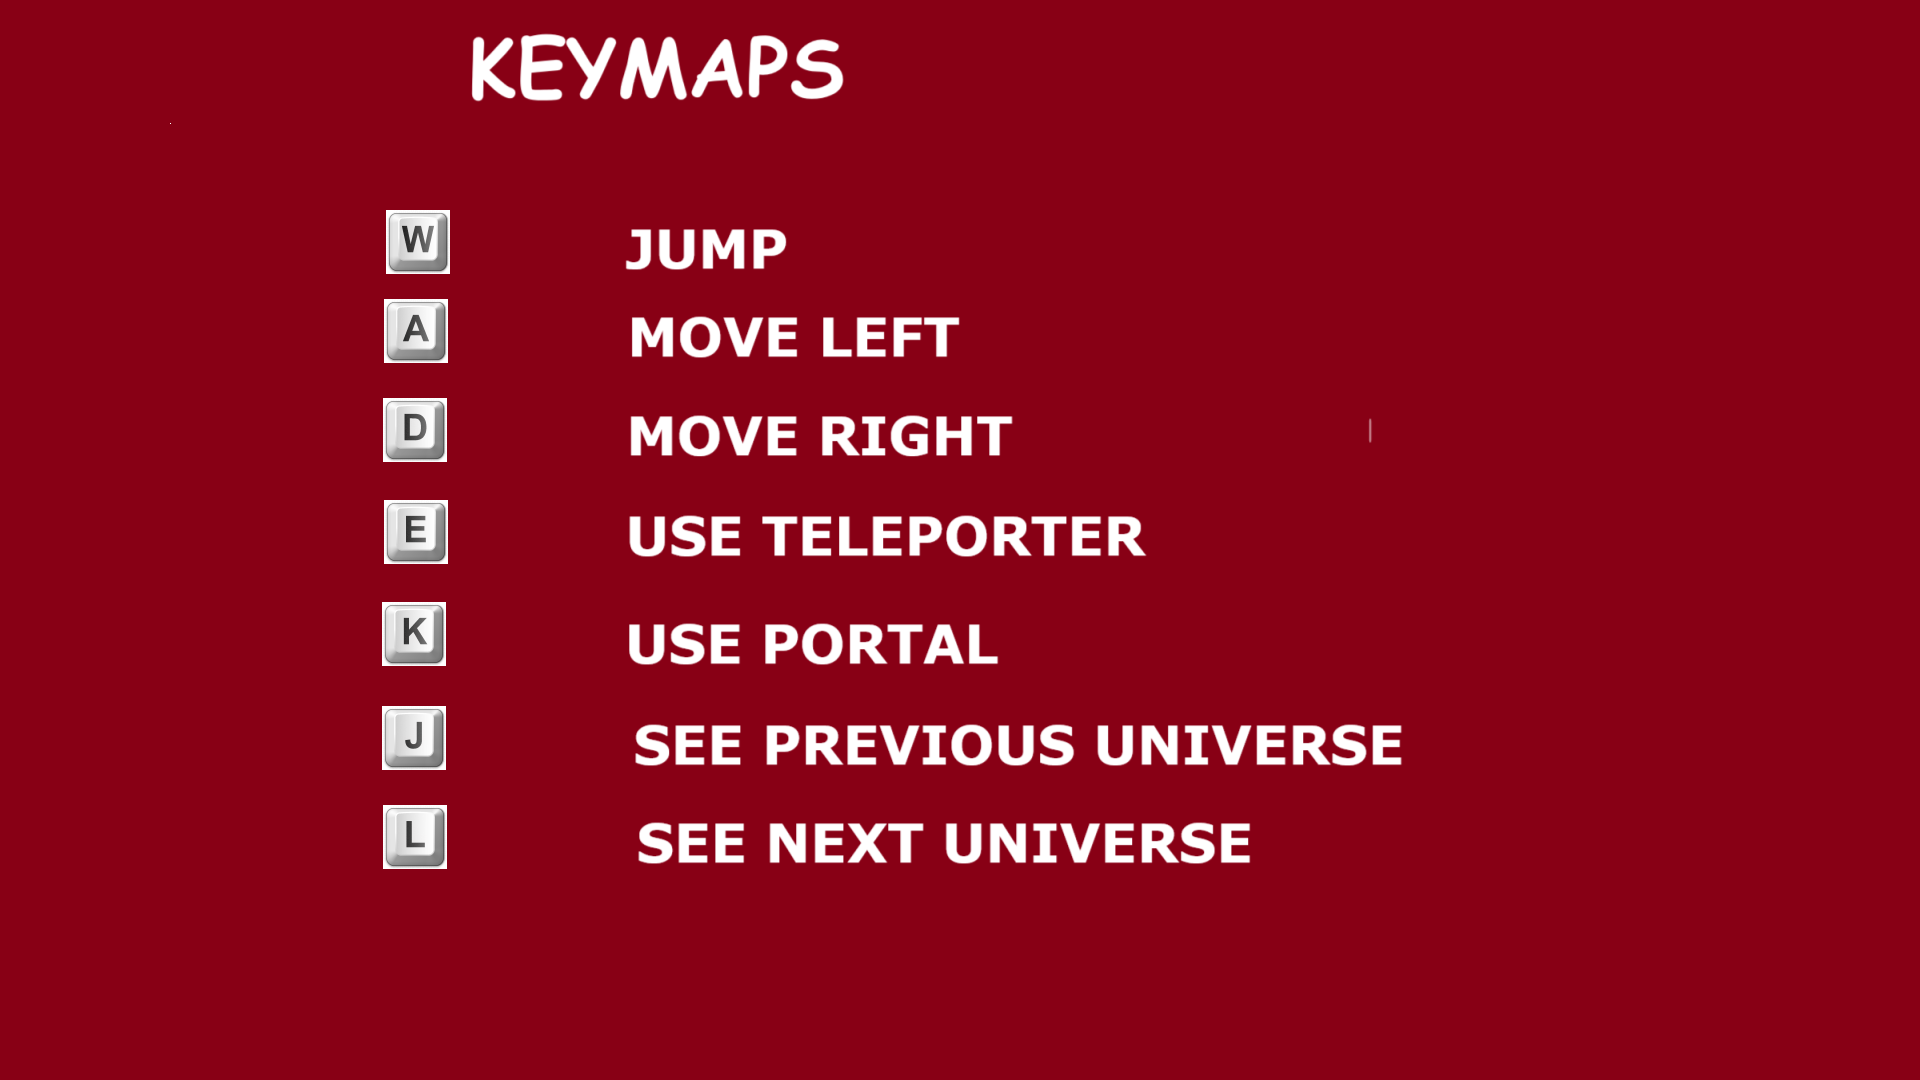 KEYMAPS
W JUMP
A MOVE LEFT
D MOVE RIGHT
E USE TELEPORTER
K USE PORTAL
J SEE PREVIOUS UNIVERSE
L SEE NEXT UNIVERSE